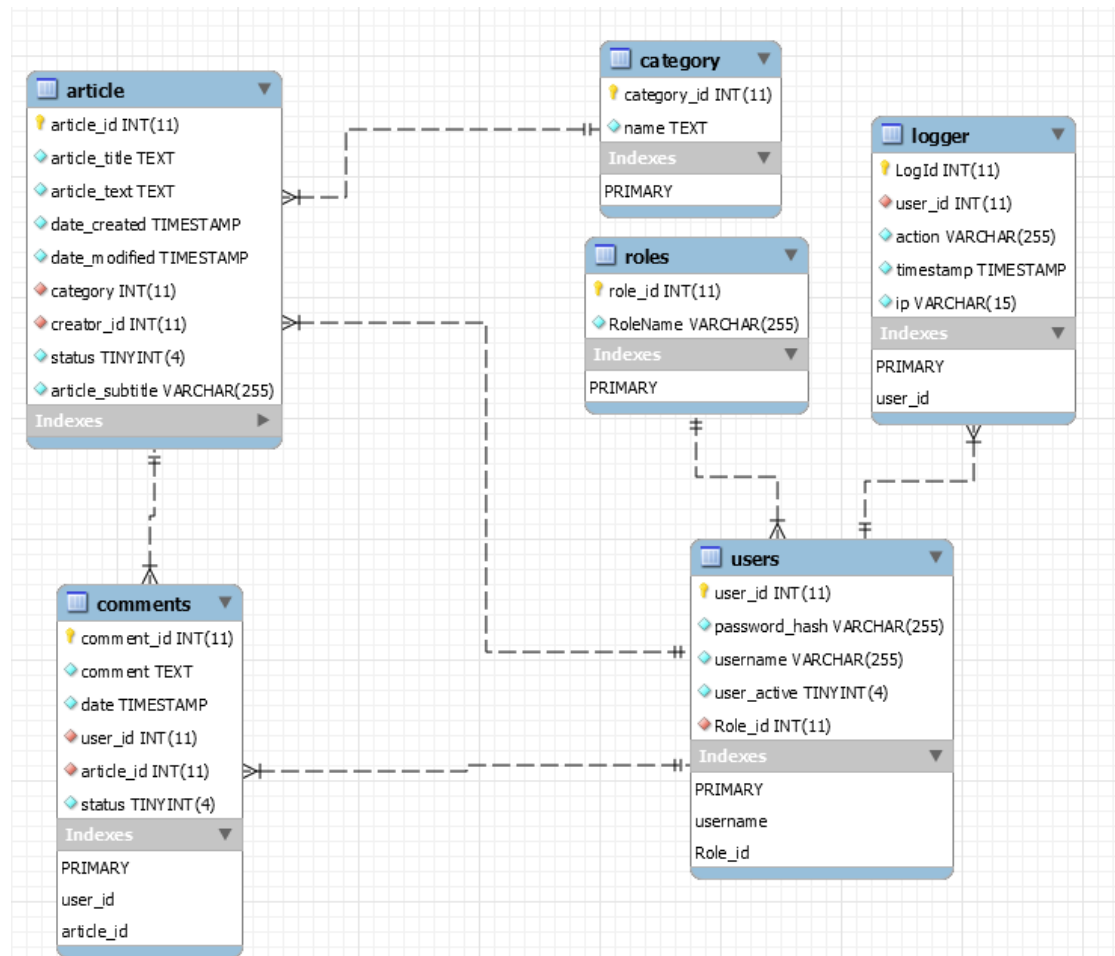 article
article_id INT(11)
article_title TEXT
article_text TEXT
date_created TIMESTAMP
date_modified TIMESTAMP
category INT(11)
creator_id INT(11)
status TINYINT(4)
article_subtitle VARCHAR(255)
Indexes
category
category_id INT(11)
name TEXT
Indexes
PRIMARY
logger
LogId INT(11)
user_id INT(11)
action VARCHAR(255)
timestamp TIMESTAMP
ip VARCHAR(15)
Indexes
PRIMARY
user_id
roles
role_id INT(11)
RoleName VARCHAR(255)
Indexes
PRIMARY
comments
comment_id INT(11)
comment TEXT
date TIMESTAMP
user_id INT(11)
article_id INT(11)
status TINYINT(4)
Indexes
PRIMARY
user_id
article_id
users
user_id INT(11)
password_hash VARCHAR(255)
username VARCHAR(255)
user_active TINYINT(4)
Role_id INT(11)
Indexes
PRIMARY
username
Role_id